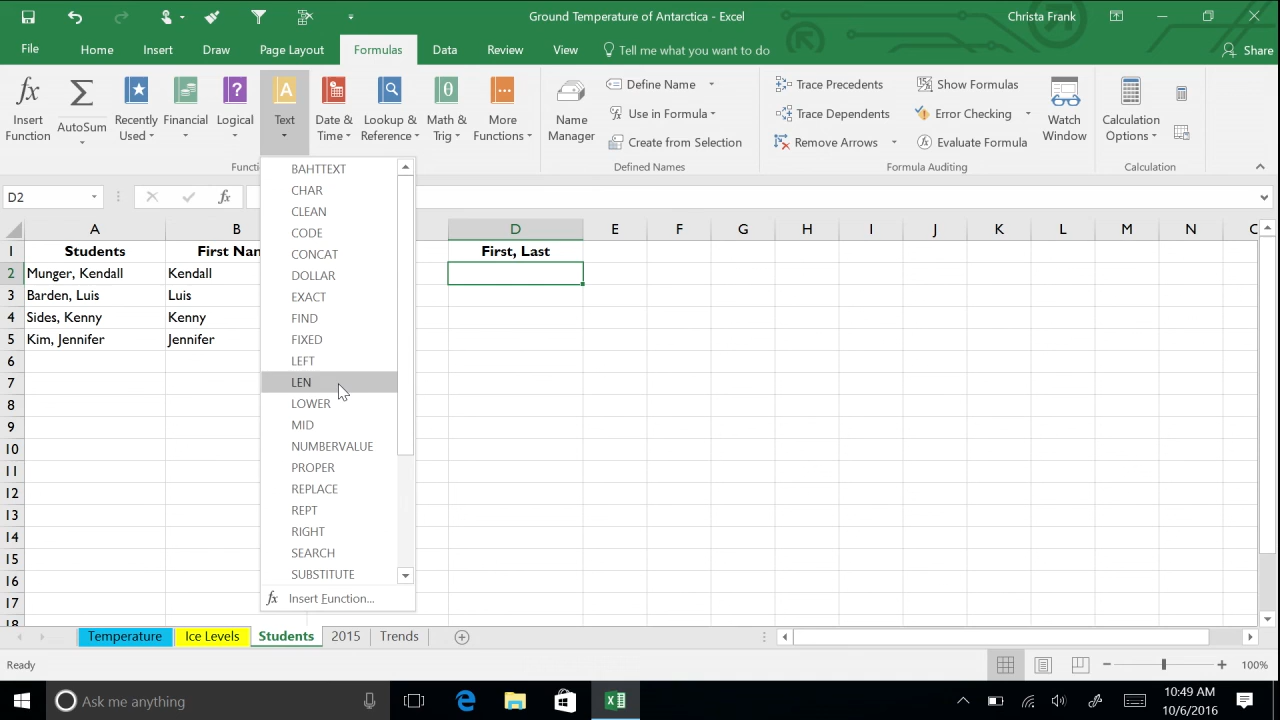 Ground Temperature of Antarctica - Excel
Christa Frank
File Home Insert Draw Page Layout Formulas Data Review View Tell me what you want to do Share
fx Insert Function
Σ AutoSum
Recently Used
Financial
Logical
A Text
Date & Time
Lookup & Reference
θ Math & Trig
More Functions
Name Manager
Define Name
Use in Formula
Create from Selection
Trace Precedents
Trace Dependents
Remove Arrows
Show Formulas
Error Checking
fx Evaluate Formula
Watch Window
Calculation Options
Functi Defined Names Formula Auditing Calculation
D2 fx
BAHTTEXT
CHAR
CLEAN
CODE
CONCAT
DOLLAR
EXACT
FIND
FIXED
LEFT
LEN
LOWER
MID
NUMBERVALUE
PROPER
REPLACE
REPT
RIGHT
SEARCH
SUBSTITUTE
fx Insert Function...
A B D E F G H I J K L M N
1 Students First Nan First, Last
2 Munger, Kendall Kendall
3 Barden, Luis Luis
4 Sides, Kenny Kenny
5 Kim, Jennifer Jennifer
6
7
8
9
10
11
12
13
14
15
16
17
18
Temperature Ice Levels Students 2015 Trends
Ready 100%
Ask me anything
10:49 AM
10/6/2016